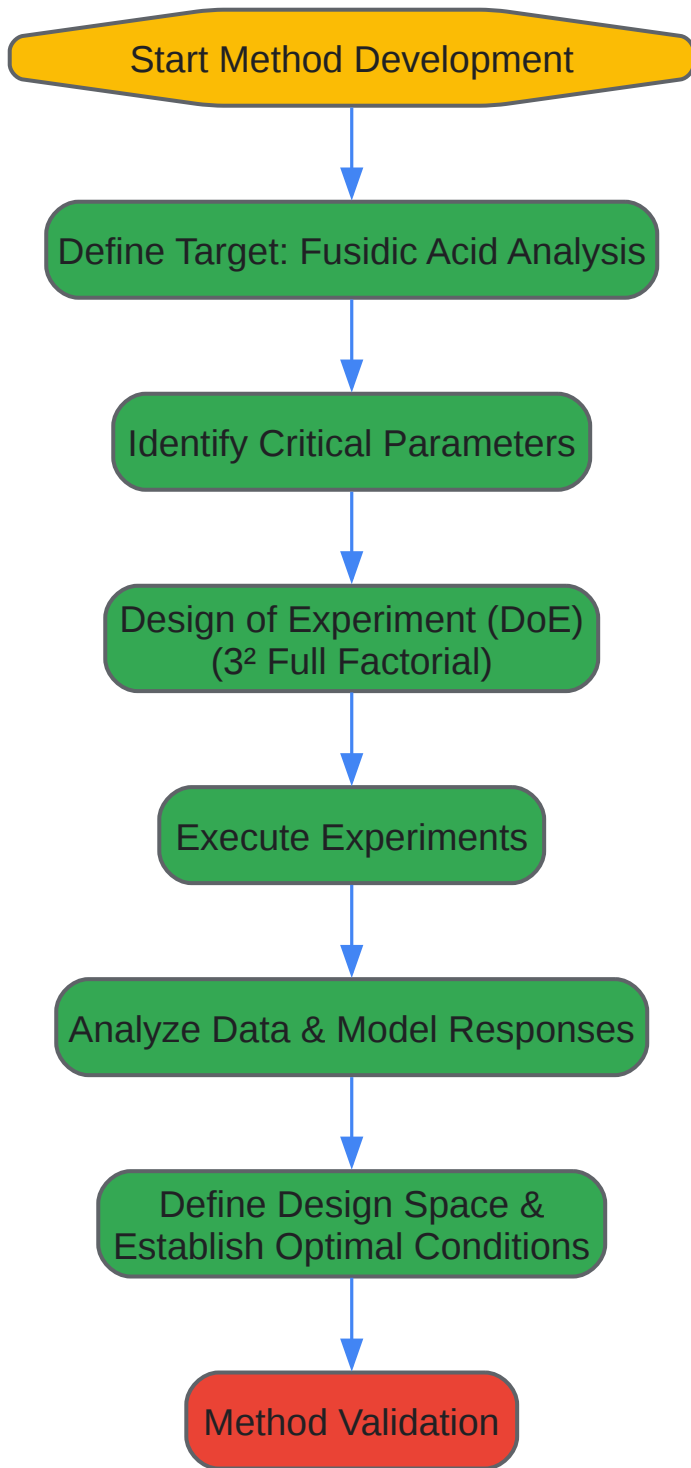 Start Method Development
Define Target: Fusidic Acid Analysis
Identify Critical Parameters
Design of Experiment (DoE)
(3² Full Factorial)
Execute Experiments
Analyze Data & Model Responses
Define Design Space &
Establish Optimal Conditions
Method Validation